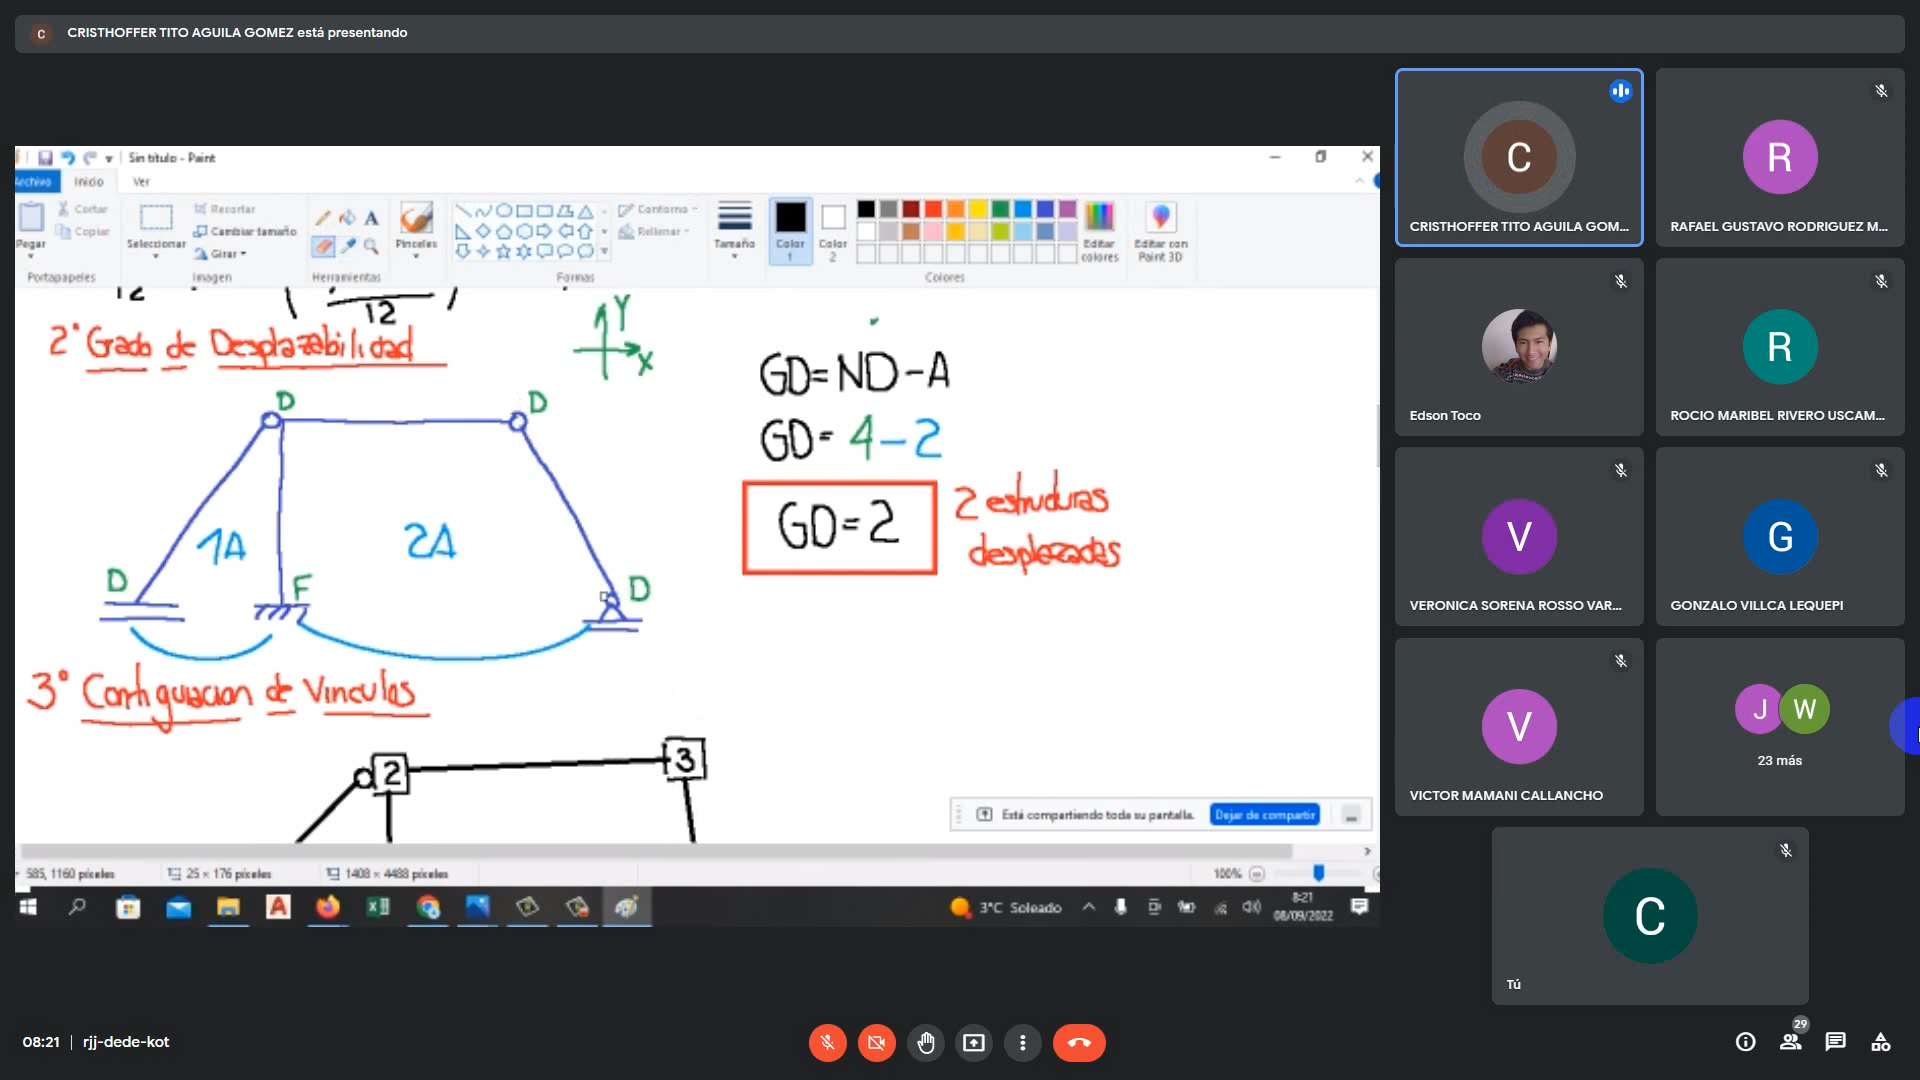 C CRISTHOFFER TITO AGUILA GOMEZ está presentando
Sin título - Paint
Archivo Inicio Ver
Pegar
Cortar
Copiar
Portapapeles
Seleccionar
Recortar
Cambiar tamaño
Girar
Imagen
A
Herramientas
Pinceles
Contorno
Rellenar
Formas
Tamaño
Color 1
Color 2
Editar colores
Editar con Paint 3D
Colores
12
12
2° Grado de Desplazabilidad
Y
X
GD=ND-A
GD= 4-2
GD=2
2 estructuras
desplazadas
D
D
1A
2A
D
F
D
3° Configuracion de Vinculos
2
3
Está compartiendo toda su pantalla.
Dejar de compartir
585, 1160 píxeles
25 × 176 píxeles
1408 × 4488 píxeles
100%
3°C Soleado
8:21
08/09/2022
C
CRISTHOFFER TITO AGUILA GOM...
R
RAFAEL GUSTAVO RODRIGUEZ M...
Edson Toco
R
ROCIO MARIBEL RIVERO USCAM...
V
VERONICA SORENA ROSSO VAR...
G
GONZALO VILLCA LEQUEPI
V
VICTOR MAMANI CALLANCHO
J W
23 más
C
Tú
08:21 | rjj-dede-kot
29